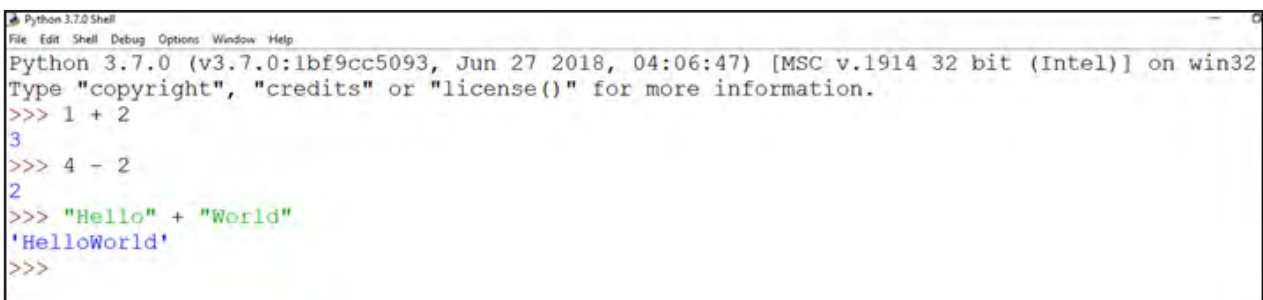 Python 3.7.0 Shell
File Edit Shell Debug Options Window Help
Python 3.7.0 (v3.7.0:1bf9cc5093, Jun 27 2018, 04:06:47) [MSC v.1914 32 bit (Intel)] on win32
Type "copyright", "credits" or "license()" for more information.
>>> 1 + 2
3
>>> 4 - 2
2
>>> "Hello" + "World"
'HelloWorld'
>>>